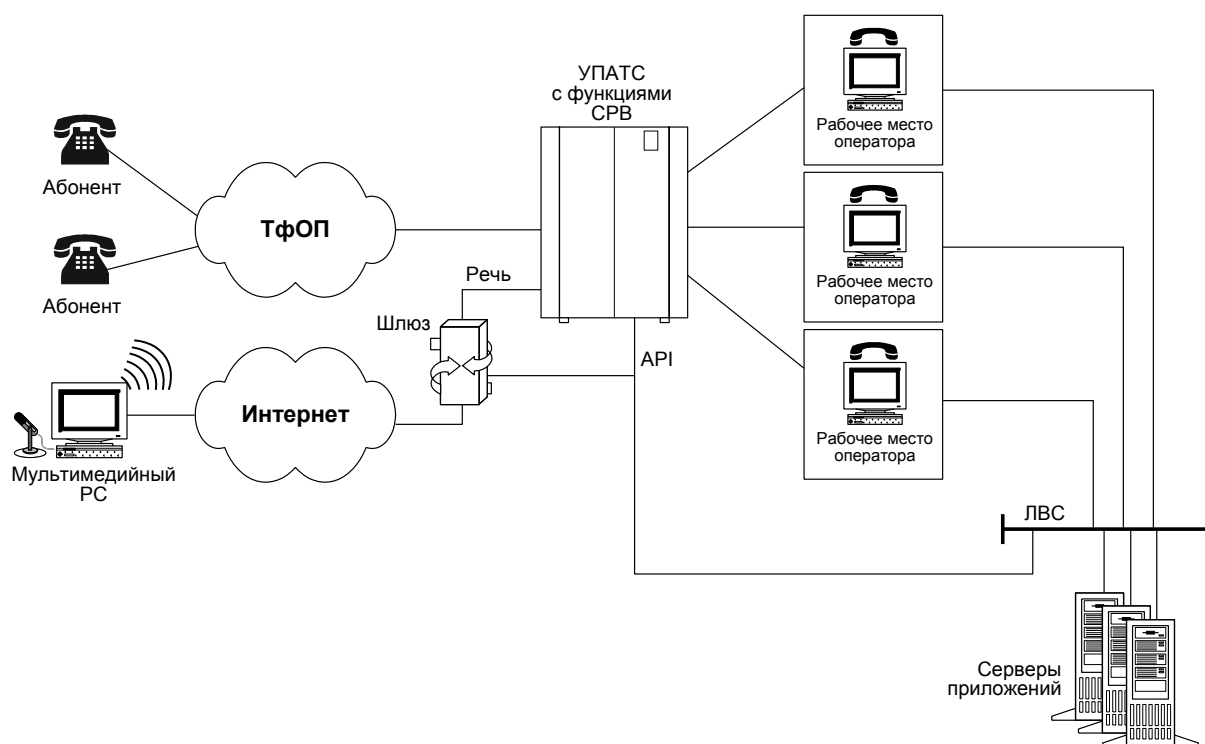 УПАТС
с функциями
СРВ
Абонент
Абонент
ТфОП
Речь
Шлюз
API
Интернет
Мультимедийный
PC
Рабочее место
оператора
Рабочее место
оператора
Рабочее место
оператора
ЛВС
Серверы
приложений